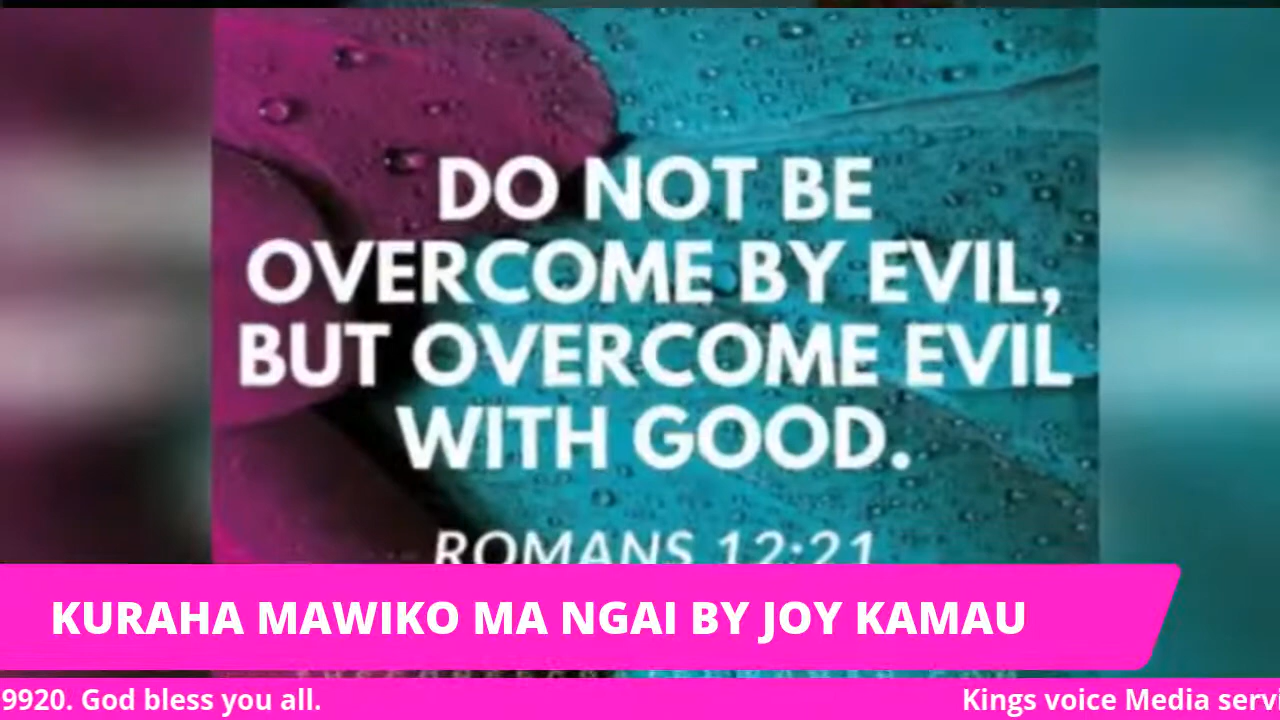 DO NOT BE
OVERCOME BY EVIL,
BUT OVERCOME EVIL
WITH GOOD.
ROMANS 12:21
KURAHA MAWIKO MA NGAI BY JOY KAMAU
9920. God bless you all. Kings voice Media servi